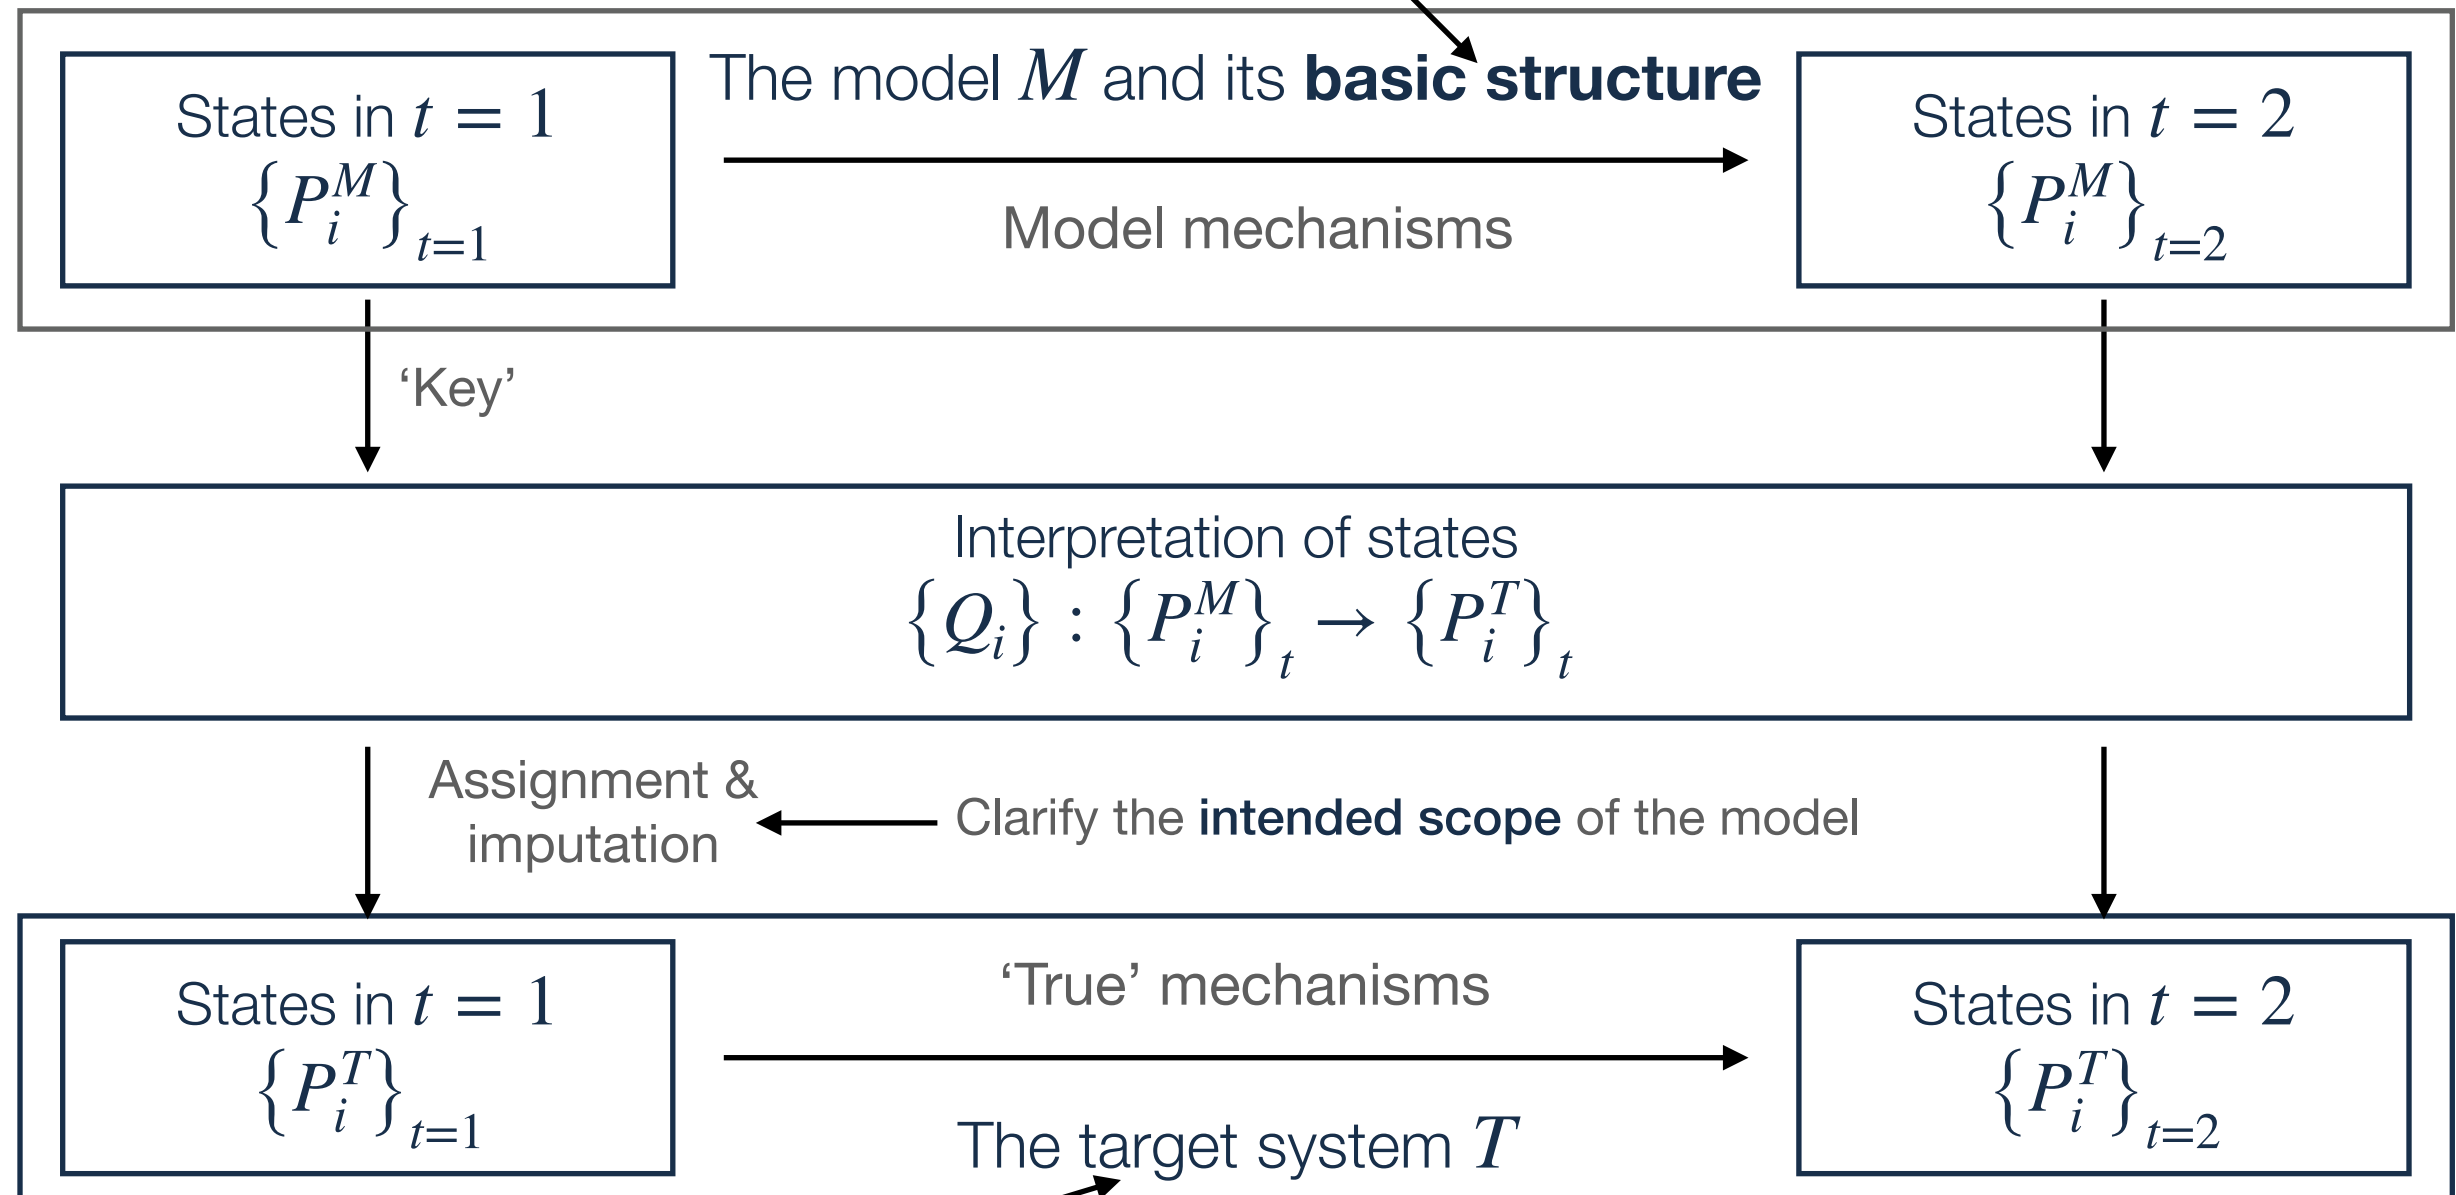 The model M and its basic structure
States in t = 1
{P_i^M}_{t=1}
States in t = 2
{P_i^M}_{t=2}
Model mechanisms
‘Key’
Interpretation of states
{Q_i} : {P_i^M}_t → {P_i^T}_t
Assignment &
imputation
Clarify the intended scope of the model
States in t = 1
{P_i^T}_{t=1}
‘True’ mechanisms
States in t = 2
{P_i^T}_{t=2}
The target system T